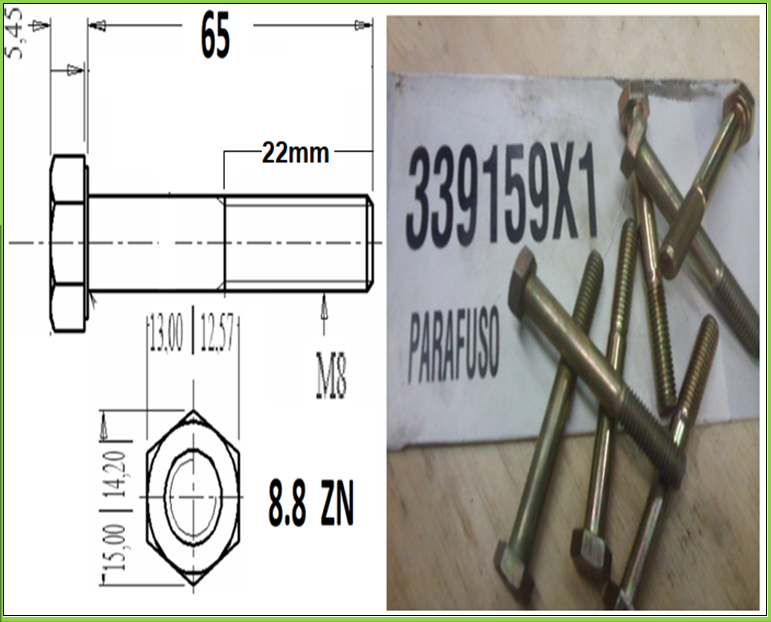 5,45
65
22mm
13,00 | 12,57
M8
15,00 | 14,20 |
8.8 ZN
339159X1
PARAFUSO